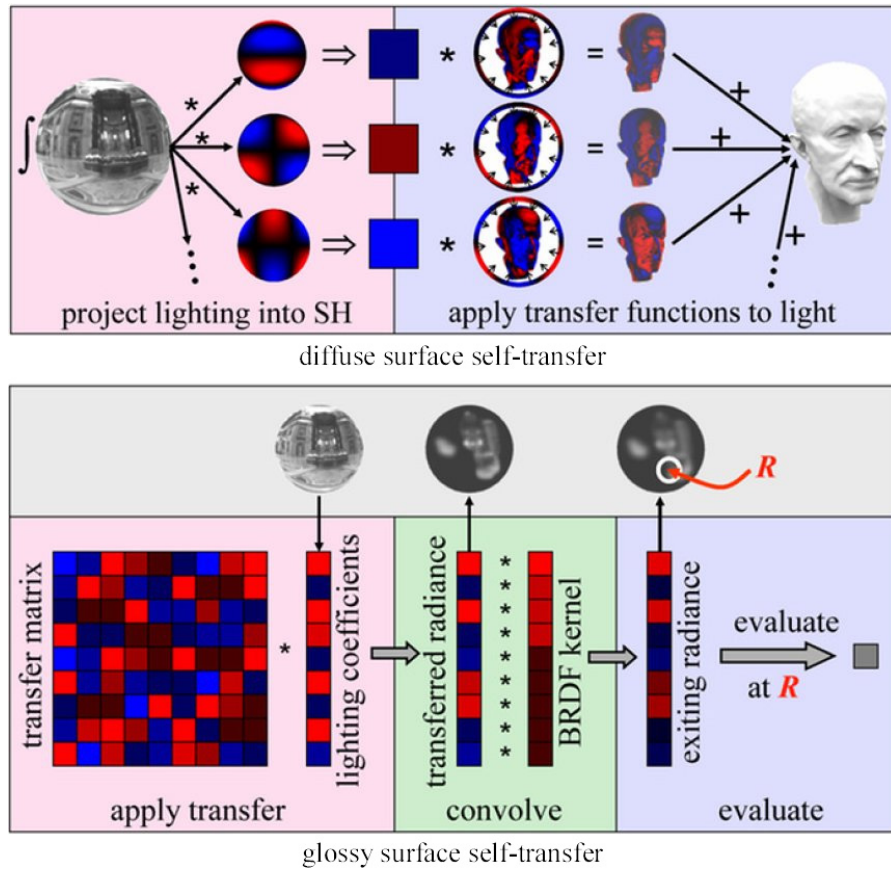 ∫ * * * ⇒ * = +
⇒ * = +
⇒ * = +
+
project lighting into SH
apply transfer functions to light
diffuse surface self-transfer
R
transfer matrix
*
lighting coefficients
transferred radiance
* * * * * * * * *
BRDF kernel
exiting radiance
evaluate
at R
apply transfer
convolve
evaluate
glossy surface self-transfer